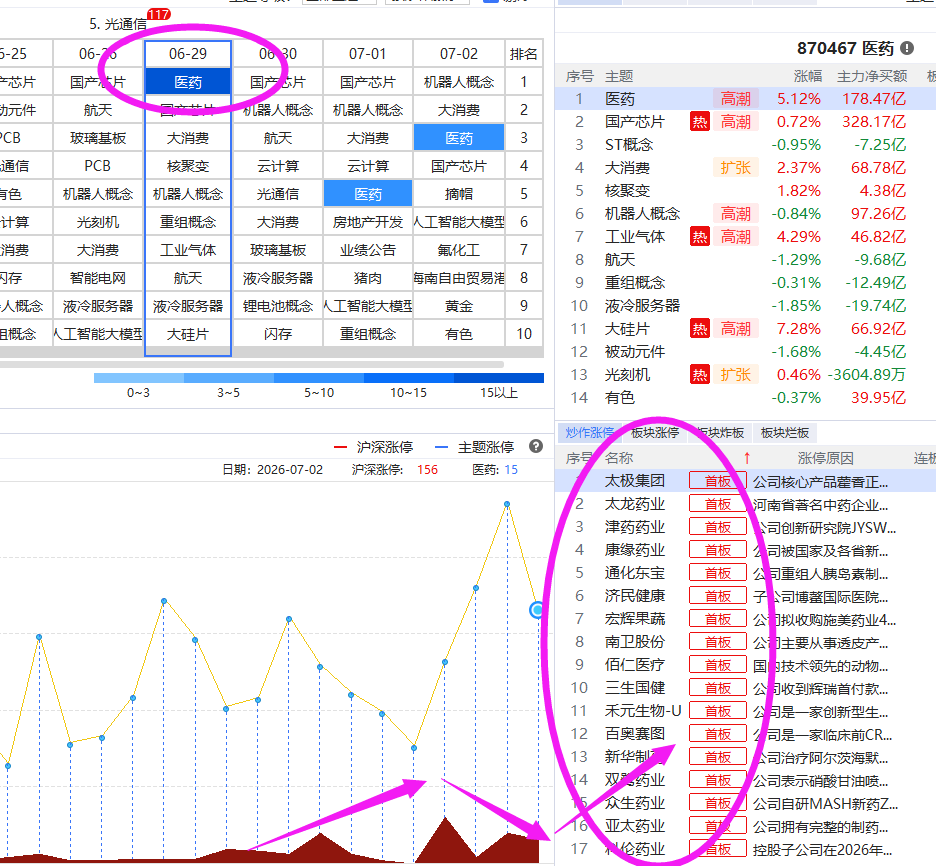 5. 光通信 117
6-25 06-26 06-29 06-30 07-01 07-02 排名
产芯片 国产芯片 医药 国产芯片 国产芯片 机器人概念 1
动元件 航天 国产芯片 机器人概念 机器人概念 大消费 2
PCB 玻璃基板 大消费 航天 大消费 医药 3
通信 PCB 核聚变 云计算 云计算 国产芯片 4
有色 机器人概念 机器人概念 光通信 医药 摘帽 5
计算 光刻机 重组概念 大消费 房地产开发 人工智能大模型 6
消费 大消费 工业气体 玻璃基板 业绩公告 氟化工 7
闪存 智能电网 航天 液冷服务器 猪肉 海南自由贸易港 8
人概念 液冷服务器 液冷服务器 锂电池概念 人工智能大模型 黄金 9
组概念 人工智能大模型 大硅片 闪存 重组概念 有色 10
0~3 3~5 5~10 10~15 15以上
沪深涨停 主题涨停 ?
日期: 2026-07-02 沪深涨停: 156 医药: 15
870467 医药
序号 主题 涨幅 主力净买额 板
1 医药 高潮 5.12% 178.47亿
2 国产芯片 热 高潮 0.72% 328.17亿
3 ST概念 -0.95% -7.25亿
4 大消费 扩张 2.37% 68.78亿
5 核聚变 1.82% 4.38亿
6 机器人概念 高潮 -0.84% 97.26亿
7 工业气体 热 高潮 4.29% 46.82亿
8 航天 -1.29% -9.68亿
9 重组概念 -0.31% -12.49亿
10 液冷服务器 -1.85% -19.74亿
11 大硅片 热 高潮 7.28% 66.92亿
12 被动元件 -1.68% -4.45亿
13 光刻机 热 扩张 0.46% -3604.89万
14 有色 -0.37% 39.95亿
炒作涨停 板块涨停 板块炸板 板块烂板
序号 名称 ↑ 涨停原因 连板
太极集团 首板 公司核心产品藿香正...
2 太龙药业 首板 河南省著名中药企业...
3 津药药业 首板 公司创新研究院JYSW...
4 康缘药业 首板 公司被国家及各省新...
5 通化东宝 首板 公司重组人胰岛素制...
6 济民健康 首板 子公司博鳌国际医院...
7 宏辉果蔬 首板 公司拟收购施美药业4...
8 南卫股份 首板 公司主要从事透皮产...
9 佰仁医疗 首板 国内技术领先的动物...
10 三生国健 首板 公司收到辉瑞首付款...
11 禾元生物-U 首板 公司是一家创新型生...
12 百奥赛图 首板 公司是一家临床前CR...
13 新华制药 首板 公司治疗阿尔茨海默...
14 双鹭药业 首板 公司表示硝酸甘油喷...
15 众生药业 首板 公司自研MASH新药Z...
16 亚太药业 首板 公司拥有完整的制药...
17 科伦药业 首板 控股子公司在2026年...